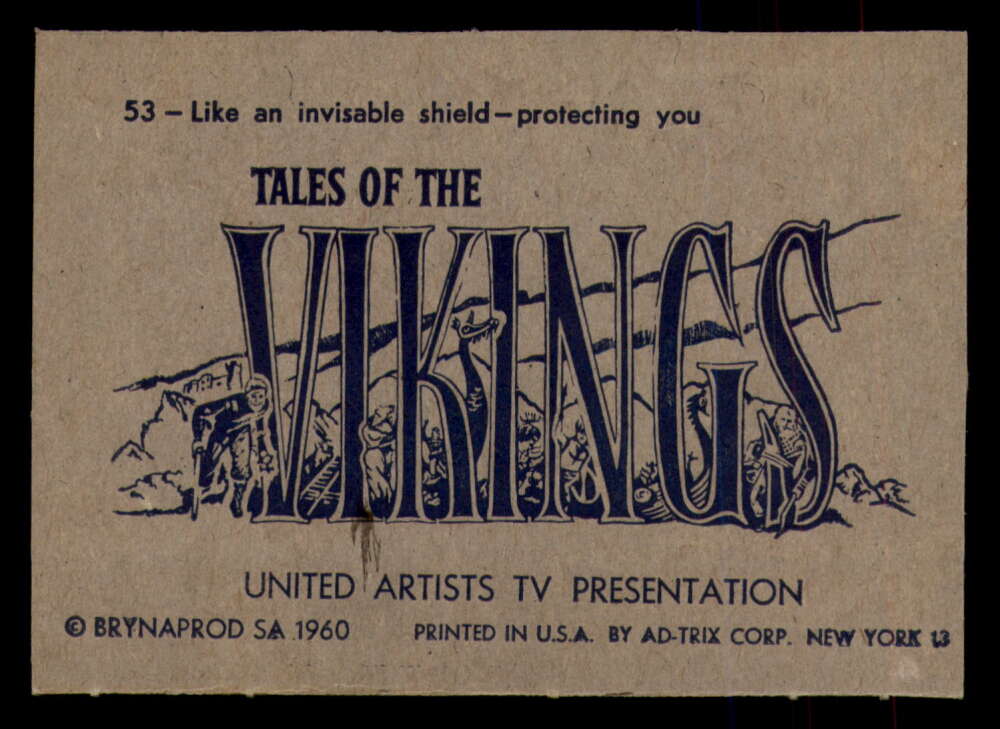 53 – Like an invisable shield – protecting you
TALES OF THE
VIKINGS
UNITED ARTISTS TV PRESENTATION
© BRYNAPROD SA 1960 PRINTED IN U.S.A. BY AD-TRIX CORP. NEW YORK 13